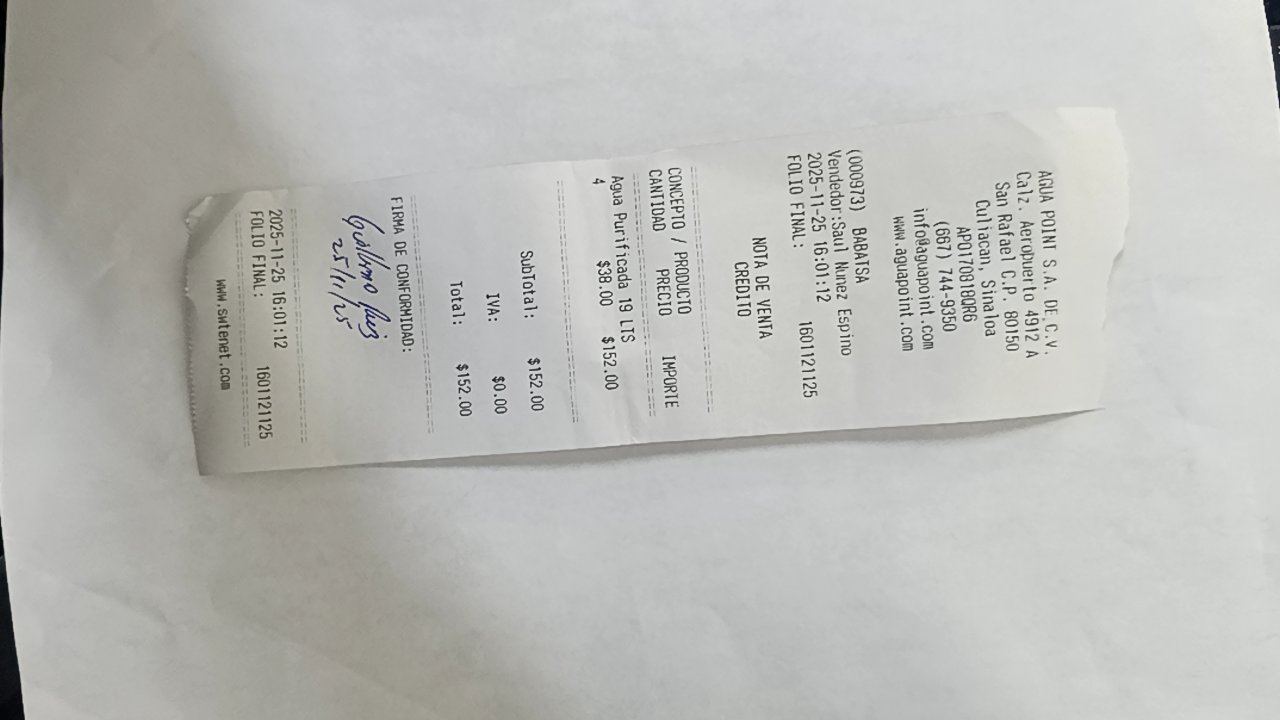 AGUA POINT S.A. DE C.V.
Calz. Aeropuerto 4912 A
San Rafael C.P. 80150
Culiacan, Sinaloa
APO170818QR6
(667) 744-9350
info@aguapoint.com
www.aguapoint.com
(000973) BABATSA
Vendedor:Saul Nunez Espino
2025-11-25 16:01:12
FOLIO FINAL: 1601121125
NOTA DE VENTA
CREDITO
CONCEPTO / PRODUCTO
CANTIDAD PRECIO IMPORTE
Agua Purificada 19 LTS
4 $38.00 $152.00
SubTotal: $152.00
IVA: $0.00
Total: $152.00
FIRMA DE CONFORMIDAD:
25/11/25
2025-11-25 16:01:12
FOLIO FINAL: 1601121125
www.swtenet.com